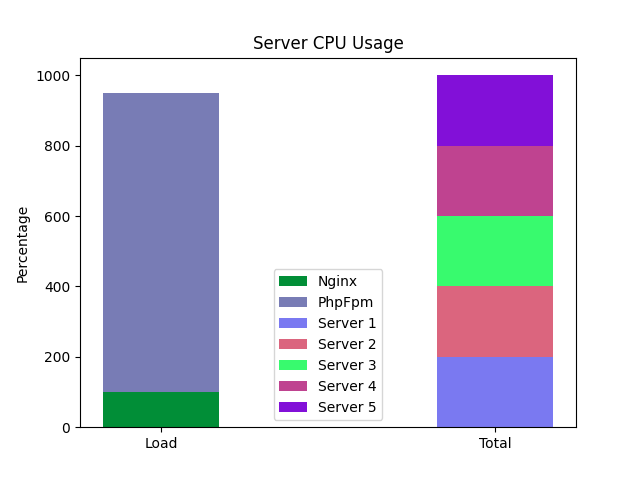 Server CPU Usage
Percentage
1000
800
600
400
200
0
Nginx
PhpFpm
Server 1
Server 2
Server 3
Server 4
Server 5
Load
Total